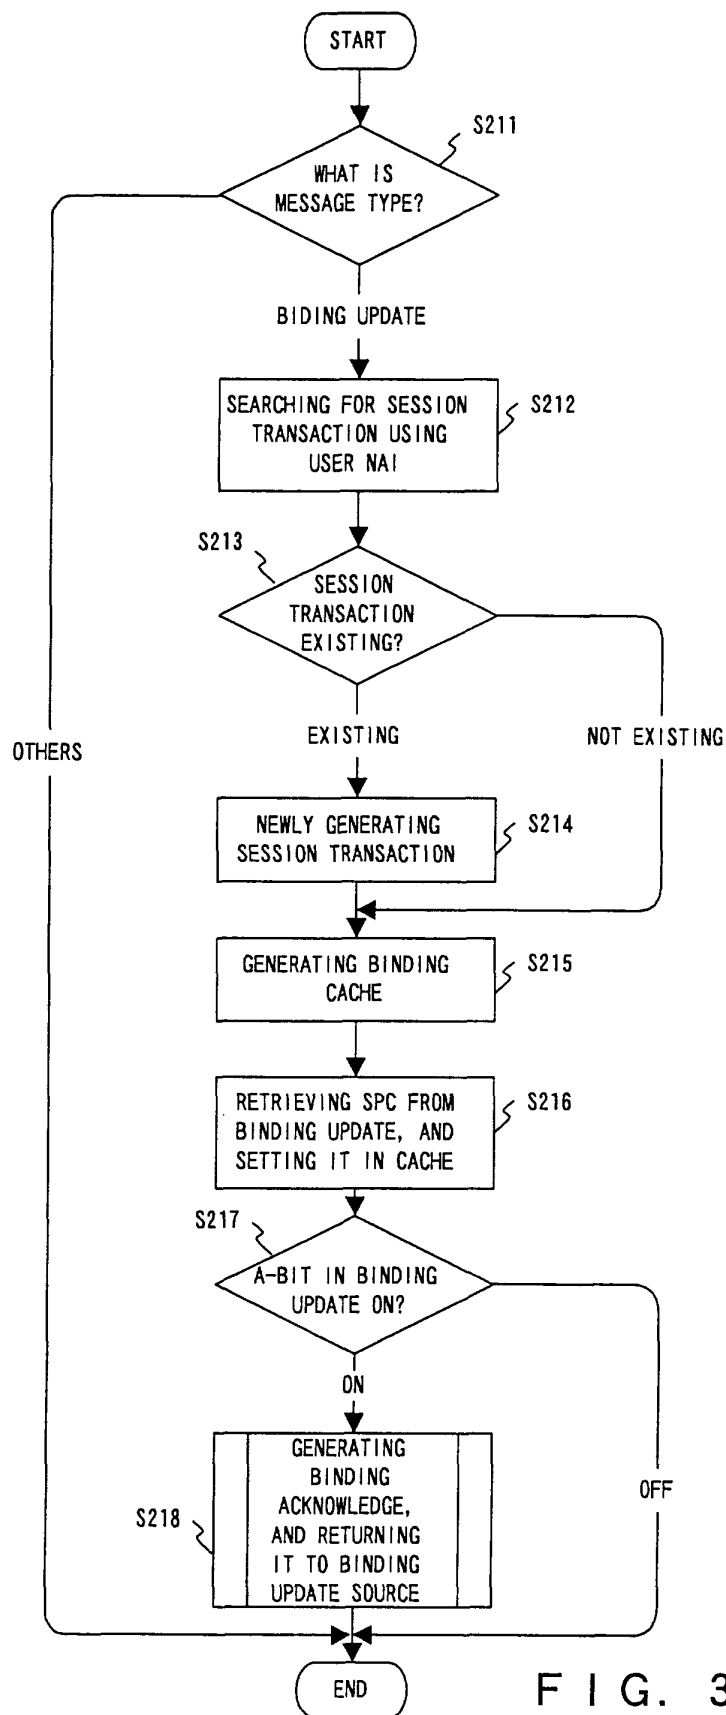 START
S211
WHAT IS
MESSAGE TYPE?
BIDING UPDATE
SEARCHING FOR SESSION
TRANSACTION USING
USER NAI
S212
S213
SESSION
TRANSACTION
EXISTING?
OTHERS
EXISTING
NOT EXISTING
NEWLY GENERATING
SESSION TRANSACTION
S214
GENERATING BINDING
CACHE
S215
RETRIEVING SPC FROM
BINDING UPDATE, AND
SETTING IT IN CACHE
S216
S217
A-BIT IN BINDING
UPDATE ON?
ON
OFF
GENERATING
BINDING
ACKNOWLEDGE,
AND RETURNING
IT TO BINDING
UPDATE SOURCE
S218
END
FIG. 3